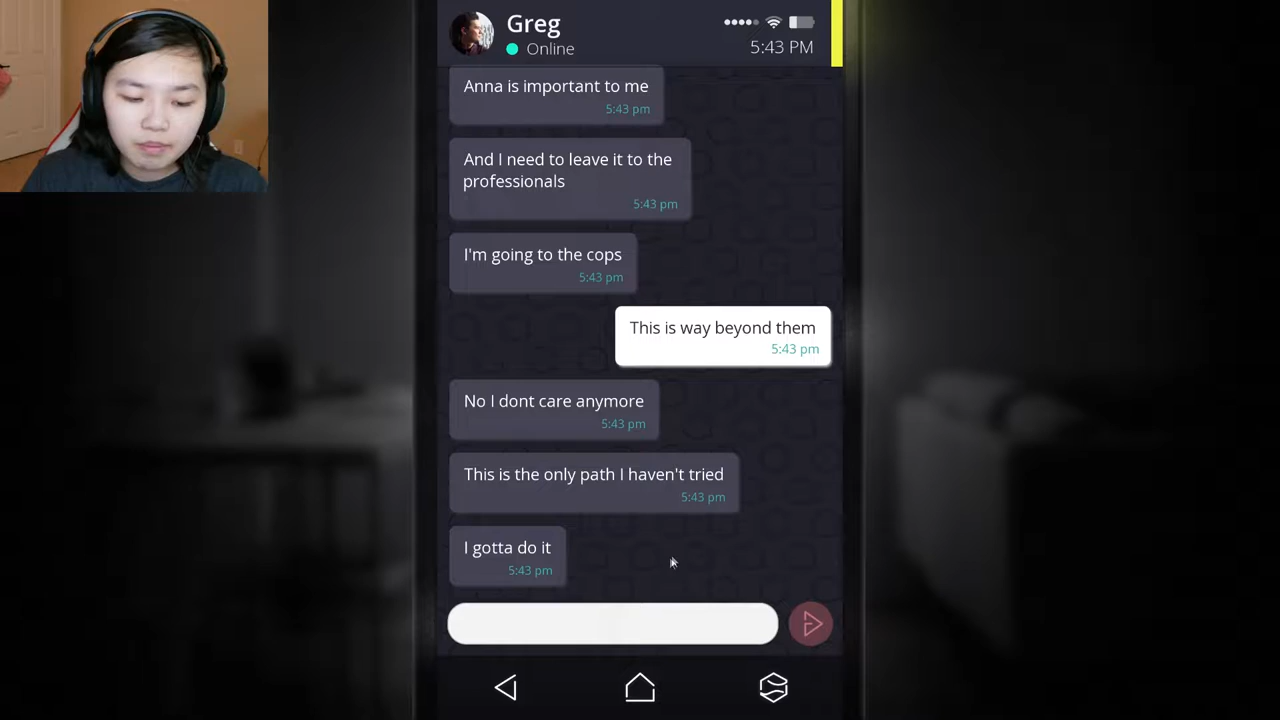 Greg
Online
5:43 PM
Anna is important to me
5:43 pm
And I need to leave it to the
professionals
5:43 pm
I'm going to the cops
5:43 pm
This is way beyond them
5:43 pm
No I dont care anymore
5:43 pm
This is the only path I haven't tried
5:43 pm
I gotta do it
5:43 pm